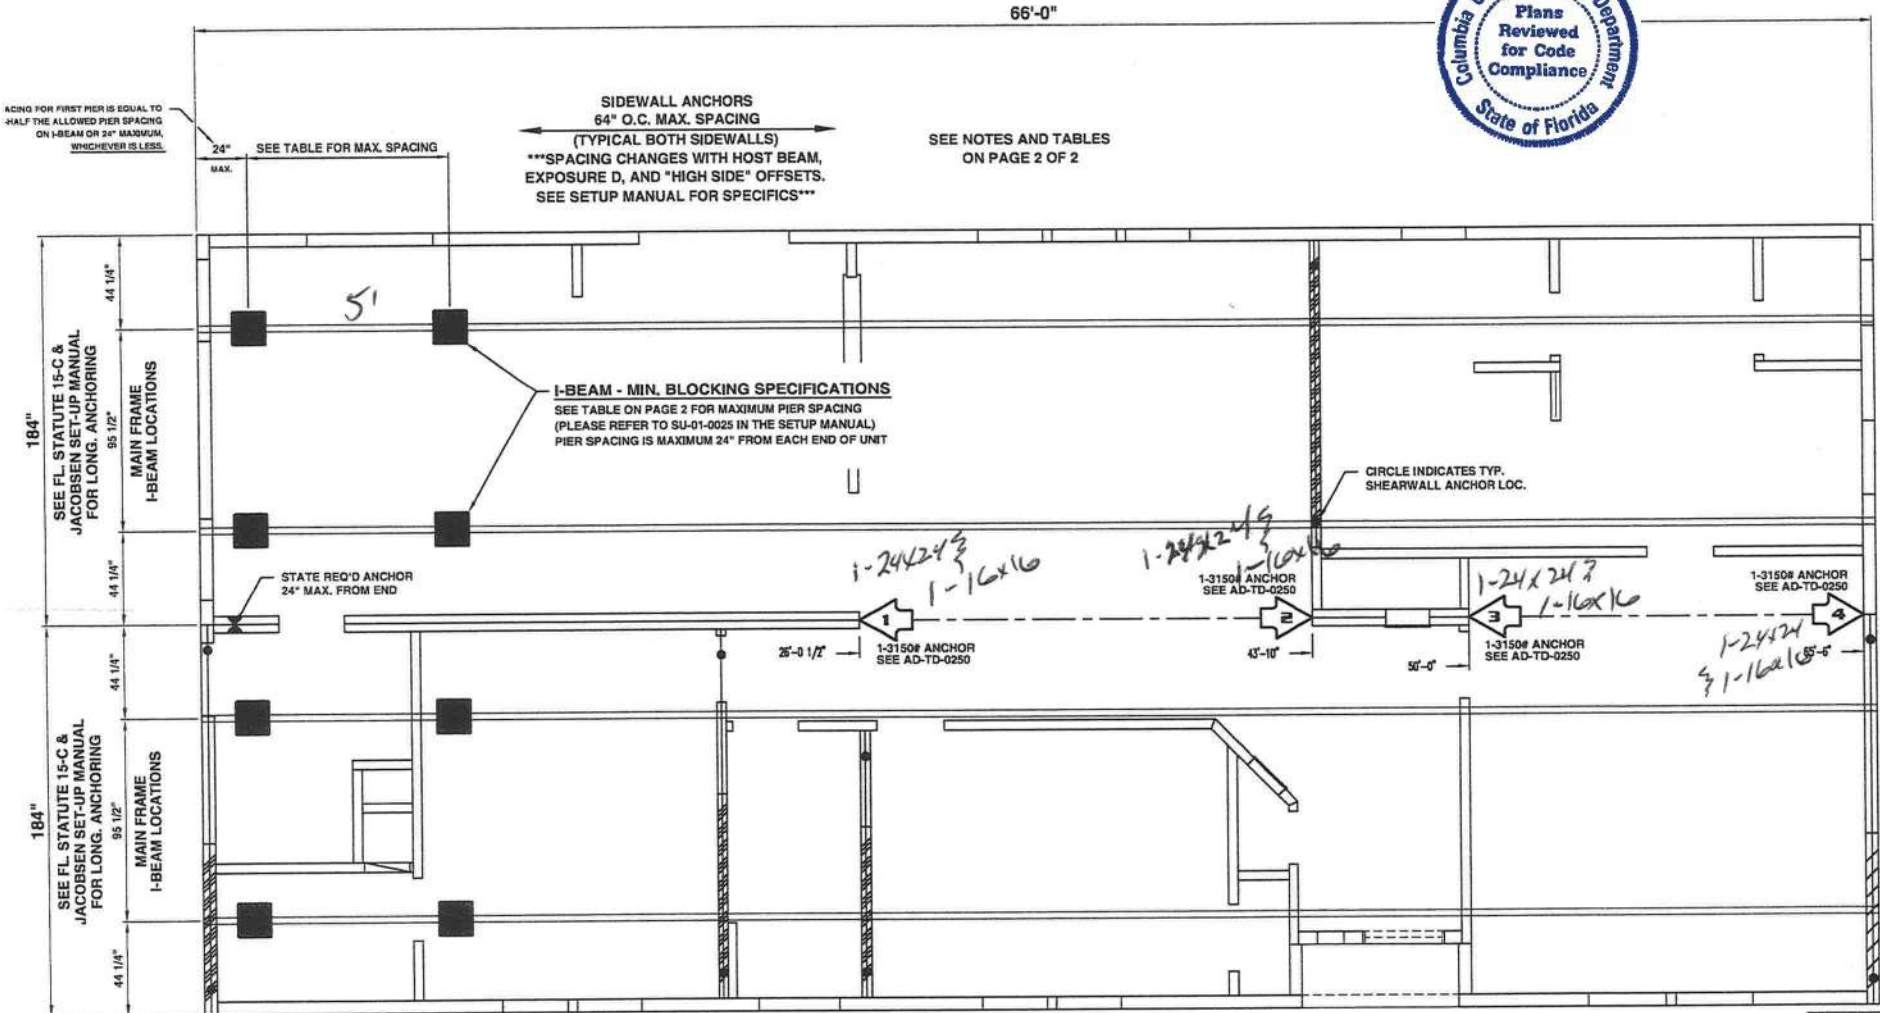 66'-0"
Columbia
Department
Plans
Reviewed
for Code
Compliance
State of Florida
ACING FOR FIRST PIER IS EQUAL TO
-HALF THE ALLOWED PIER SPACING
ON I-BEAM OR 24" MAXIMUM,
WHICHEVER IS LESS.
24"
MAX.
SEE TABLE FOR MAX. SPACING
SIDEWALL ANCHORS
64" O.C. MAX. SPACING
(TYPICAL BOTH SIDEWALLS)
***SPACING CHANGES WITH HOST BEAM,
EXPOSURE D, AND "HIGH SIDE" OFFSETS.
SEE SETUP MANUAL FOR SPECIFICS***
SEE NOTES AND TABLES
ON PAGE 2 OF 2
184"
SEE FL. STATUTE 15-C &
JACOBSEN SET-UP MANUAL
FOR LONG. ANCHORING
44 1/4"
95 1/2"
44 1/4"
MAIN FRAME
I-BEAM LOCATIONS
5'
I-BEAM - MIN. BLOCKING SPECIFICATIONS
SEE TABLE ON PAGE 2 FOR MAXIMUM PIER SPACING
(PLEASE REFER TO SU-01-0025 IN THE SETUP MANUAL)
PIER SPACING IS MAXIMUM 24" FROM EACH END OF UNIT
CIRCLE INDICATES TYP.
SHEARWALL ANCHOR LOC.
STATE REQ'D ANCHOR
24" MAX. FROM END
1-24x24 &
1-16x16
1
26'-0 1/2"
1-3150# ANCHOR
SEE AD-TD-0250
1-24x24 &
1-16x16
1-3150# ANCHOR
SEE AD-TD-0250
2
43'-10"
1-24x24 &
1-16x16
3
50'-0"
1-3150# ANCHOR
SEE AD-TD-0250
1-3150# ANCHOR
SEE AD-TD-0250
4
1-24x24
& 1-16x16
65'-6"
184"
SEE FL. STATUTE 15-C &
JACOBSEN SET-UP MANUAL
FOR LONG. ANCHORING
44 1/4"
95 1/2"
44 1/4"
MAIN FRAME
I-BEAM LOCATIONS